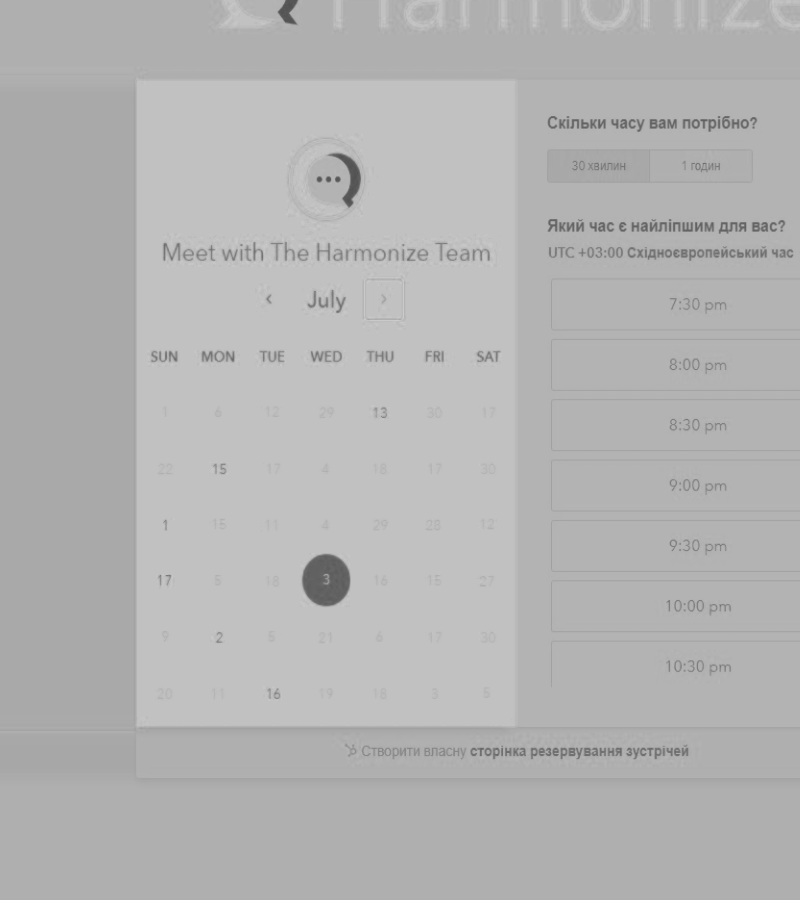 Harmonize
Meet with The Harmonize Team
‹ July ›
SUN MON TUE WED THU FRI SAT
1 6 12 29 13 30 17
22 15 17 4 18 17 30
1 15 11 4 29 28 12
17 5 18 3 16 15 27
9 2 5 21 6 17 30
20 11 16 19 18 3 6
Скільки часу вам потрібно?
30 хвилин 1 годин
Який час є найліпшим для вас?
UTC +03:00 Східноєвропейський час
7:30 pm
8:00 pm
8:30 pm
9:00 pm
9:30 pm
10:00 pm
10:30 pm
Створити власну сторінка резервування зустрічей